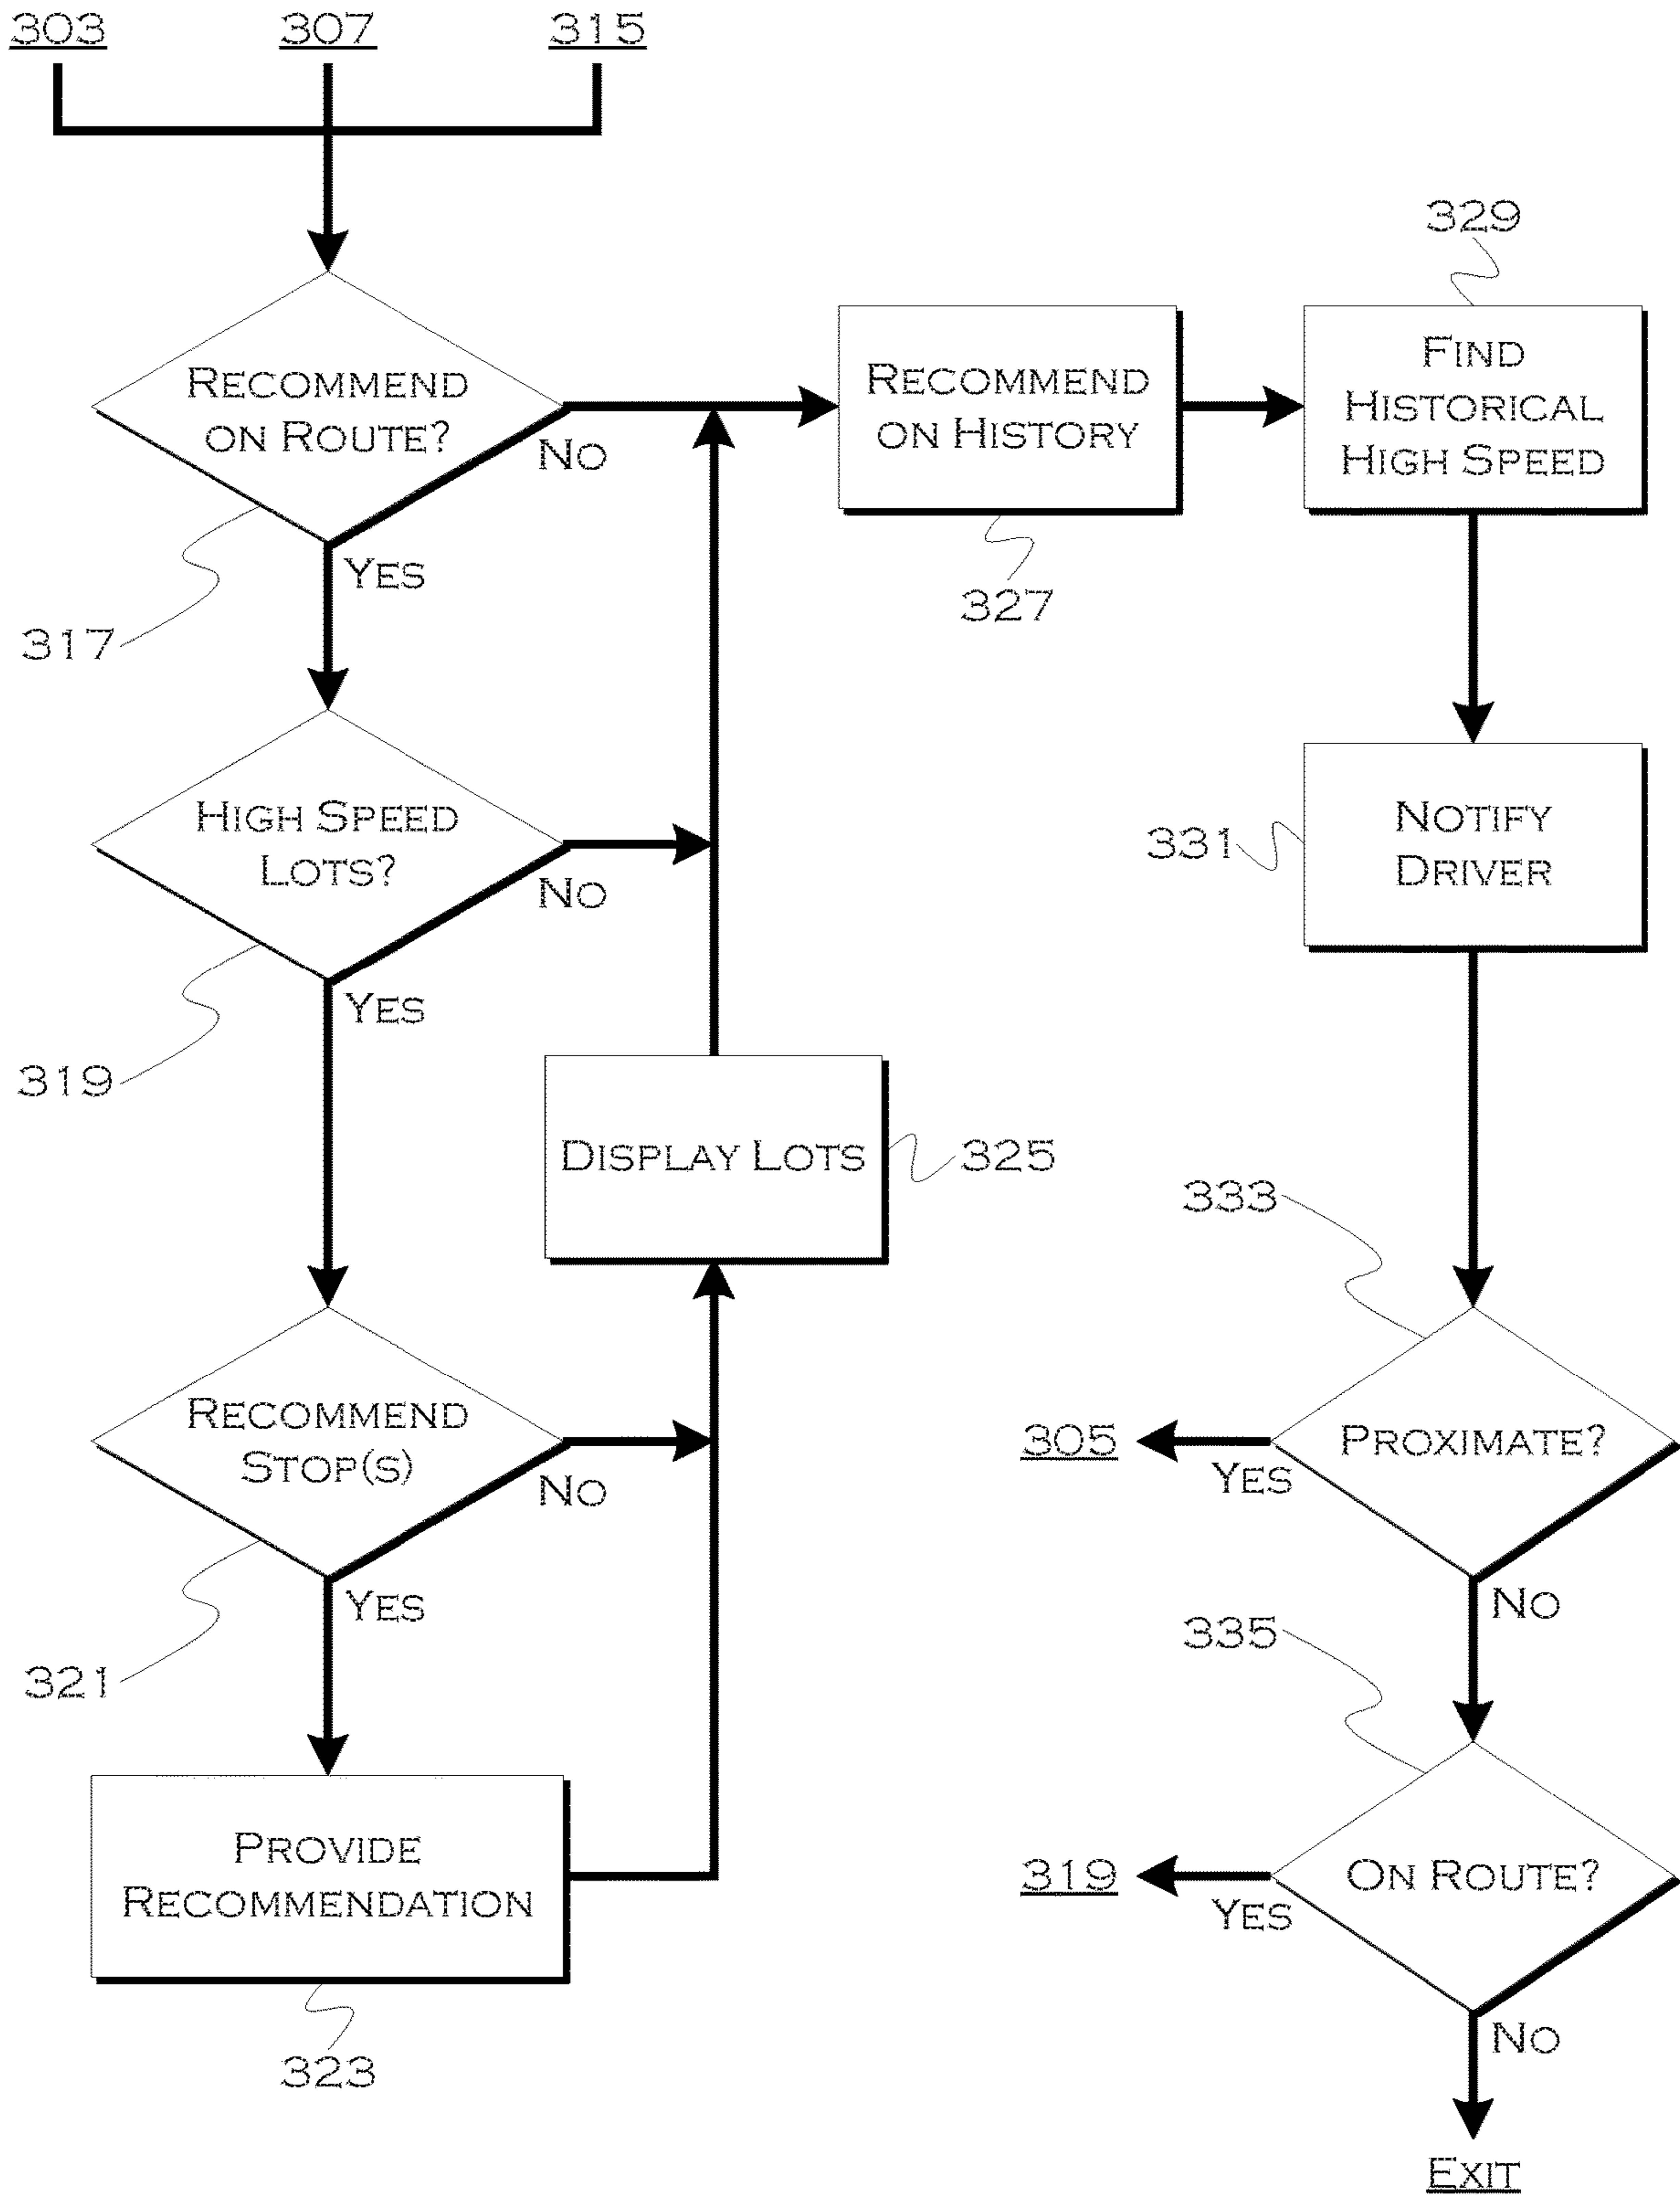 303
307
315
RECOMMEND
ON ROUTE?
NO
YES
317
HIGH SPEED
LOTS?
NO
YES
319
RECOMMEND
STOP(S)
NO
YES
321
PROVIDE
RECOMMENDATION
323
DISPLAY LOTS
325
RECOMMEND
ON HISTORY
327
329
FIND
HISTORICAL
HIGH SPEED
NOTIFY
DRIVER
331
333
PROXIMATE?
305
YES
NO
335
ON ROUTE?
319
YES
NO
EXIT